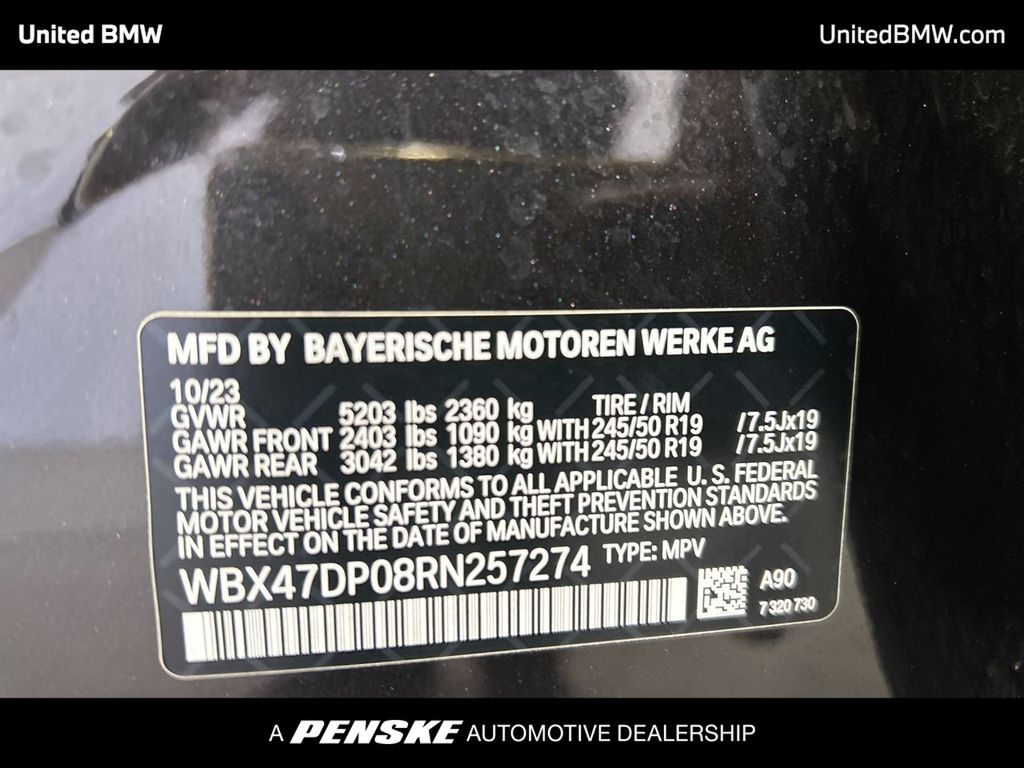 United BMW
UnitedBMW.com
MFD BY BAYERISCHE MOTOREN WERKE AG
10/23
GVWR 5203 lbs 2360 kg TIRE / RIM
GAWR FRONT 2403 lbs 1090 kg WITH 245/50 R19 /7.5Jx19
GAWR REAR 3042 lbs 1380 kg WITH 245/50 R19 /7.5Jx19
THIS VEHICLE CONFORMS TO ALL APPLICABLE U. S. FEDERAL
MOTOR VEHICLE SAFETY AND THEFT PREVENTION STANDARDS
IN EFFECT ON THE DATE OF MANUFACTURE SHOWN ABOVE.
WBX47DP08RN257274 TYPE: MPV
A90
7 320 730
A PENSKE AUTOMOTIVE DEALERSHIP